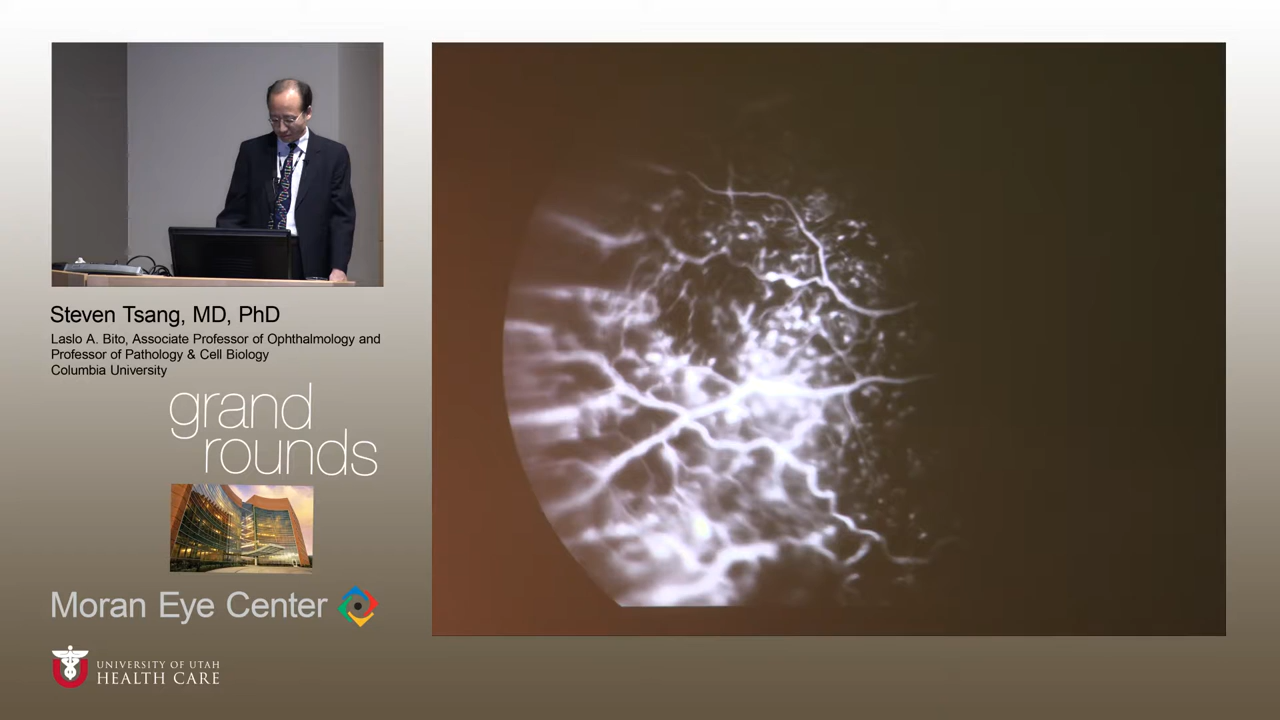 Steven Tsang, MD, PhD
Laslo A. Bito, Associate Professor of Ophthalmology and
Professor of Pathology & Cell Biology
Columbia University
grand
rounds
Moran Eye Center
UNIVERSITY OF UTAH
HEALTH CARE